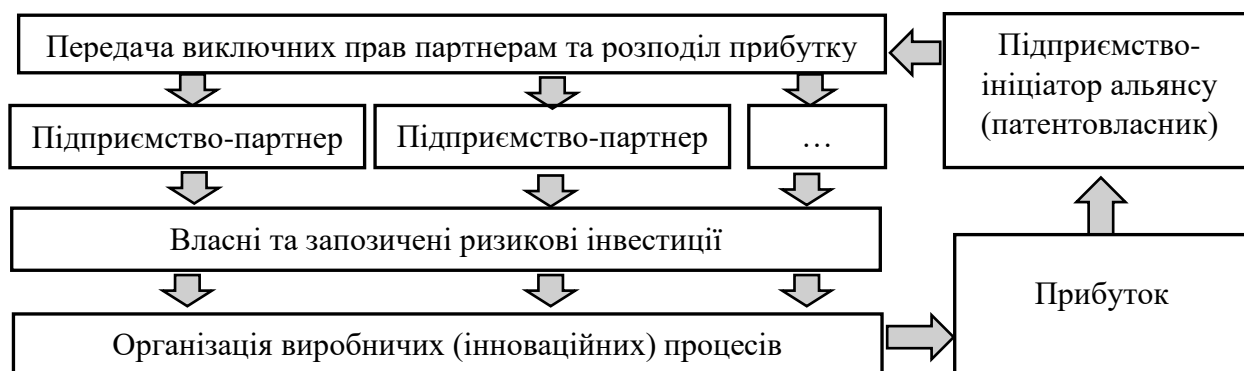 Передача виключних прав партнерам та розподіл прибутку
Підприємство-
ініціатор альянсу
(патентовласник)
Підприємство-партнер
Підприємство-партнер
…
Власні та запозичені ризикові інвестиції
Прибуток
Організація виробничих (інноваційних) процесів